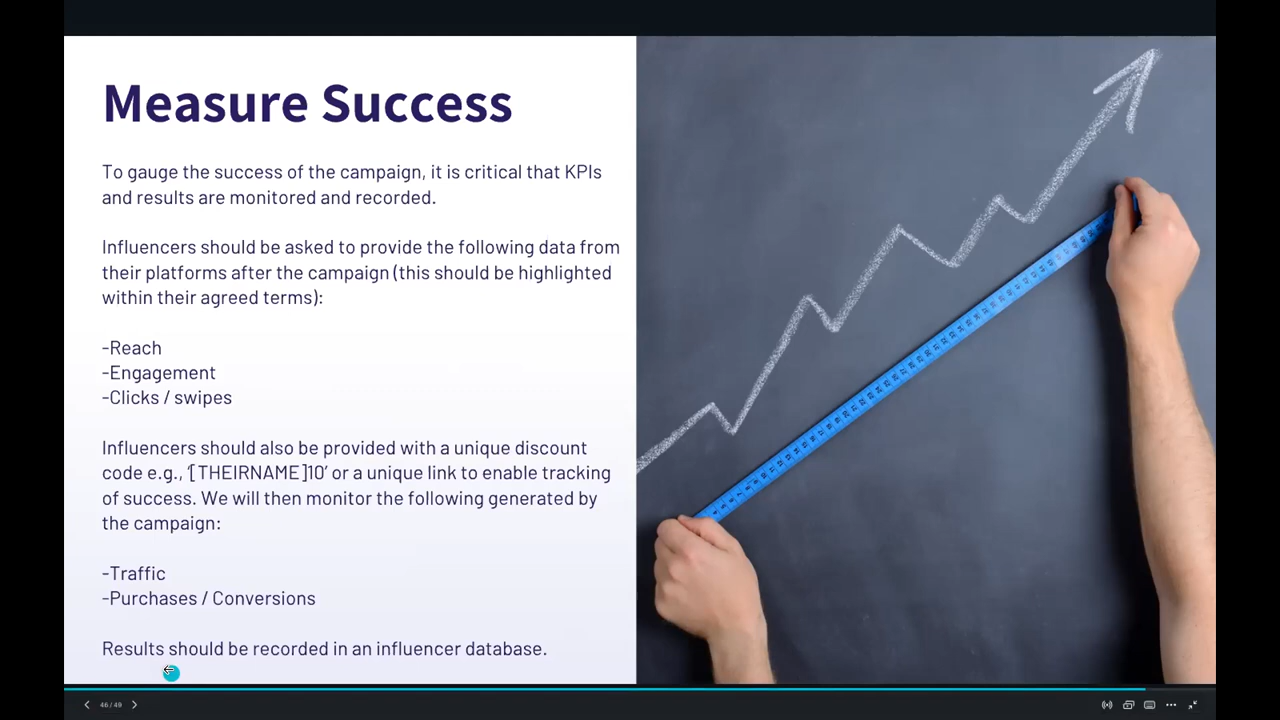 Measure Success
To gauge the success of the campaign, it is critical that KPIs
and results are monitored and recorded.
Influencers should be asked to provide the following data from
their platforms after the campaign (this should be highlighted
within their agreed terms):
-Reach
-Engagement
-Clicks / swipes
Influencers should also be provided with a unique discount
code e.g., ‘[THEIRNAME]10’ or a unique link to enable tracking
of success. We will then monitor the following generated by
the campaign:
-Traffic
-Purchases / Conversions
Results should be recorded in an influencer database.
46/49